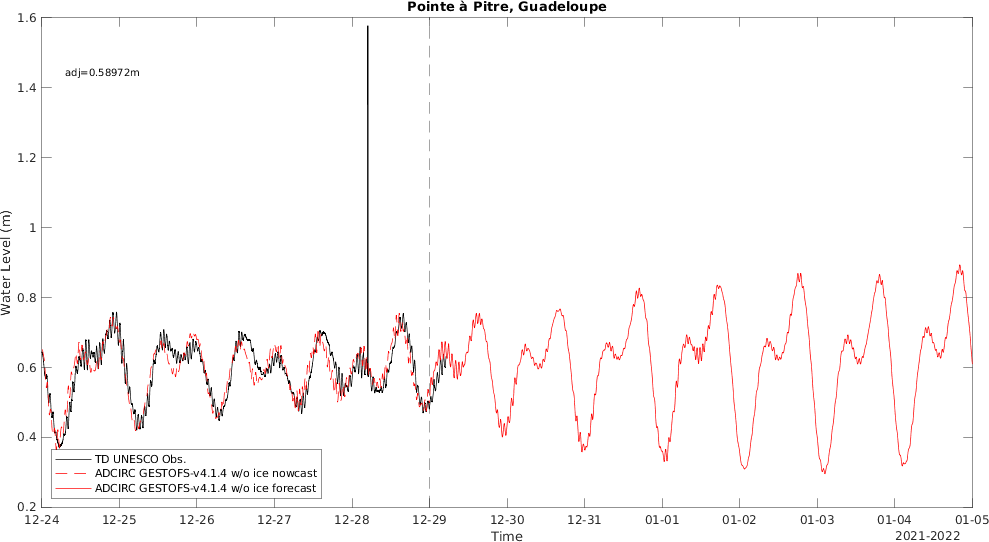 Pointe à Pitre, Guadeloupe
1.6
adj=0.58972m
1.4
1.2
1
0.8
0.6
0.4
0.2
Water Level (m)
TD UNESCO Obs.
ADCIRC GESTOFS-v4.1.4 w/o ice nowcast
ADCIRC GESTOFS-v4.1.4 w/o ice forecast
12-24 12-25 12-26 12-27 12-28 12-29 12-30 12-31 01-01 01-02 01-03 01-04 01-05
Time
2021-2022